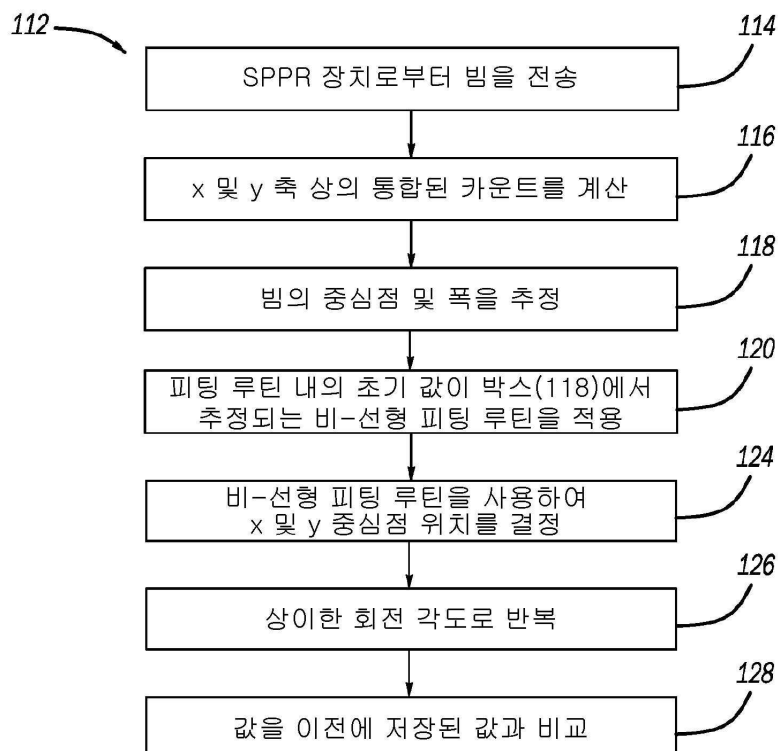 112
SPPR 장치로부터 빔을 전송
114
x 및 y 축 상의 통합된 카운트를 계산
116
빔의 중심점 및 폭을 추정
118
피팅 루틴 내의 초기 값이 박스(118)에서
추정되는 비-선형 피팅 루틴을 적용
120
비-선형 피팅 루틴을 사용하여
x 및 y 중심점 위치를 결정
124
상이한 회전 각도로 반복
126
값을 이전에 저장된 값과 비교
128